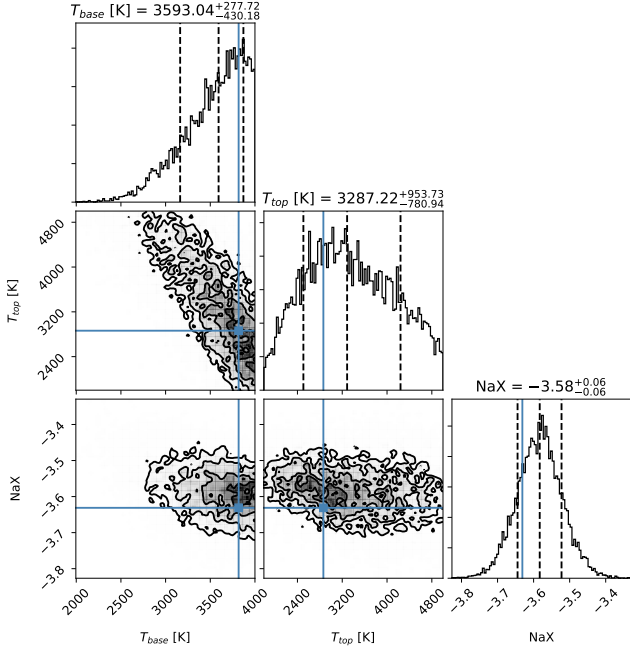 T_base [K] = 3593.04+277.72−430.18
4800
4000
3200
2400
T_top [K]
T_top [K] = 3287.22+953.73−780.94
−3.4
−3.5
−3.6
−3.7
−3.8
NaX
NaX = −3.58+0.06−0.06
2000
2500
3000
3500
4000
T_base [K]
2400
3200
4000
4800
T_top [K]
−3.8
−3.7
−3.6
−3.5
−3.4
NaX